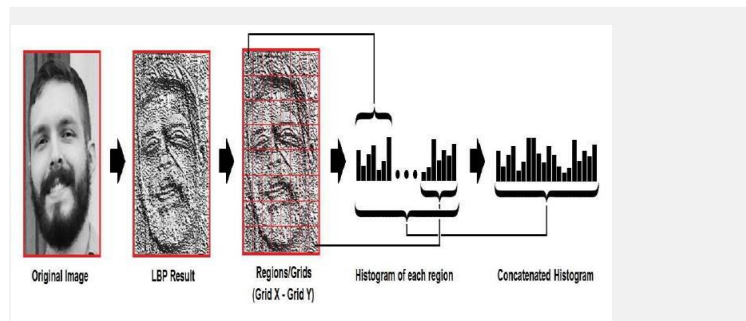 Original Image
LBP Result
Regions/Grids
(Grid X - Grid Y)
Histogram of each region
Concatenated Histogram